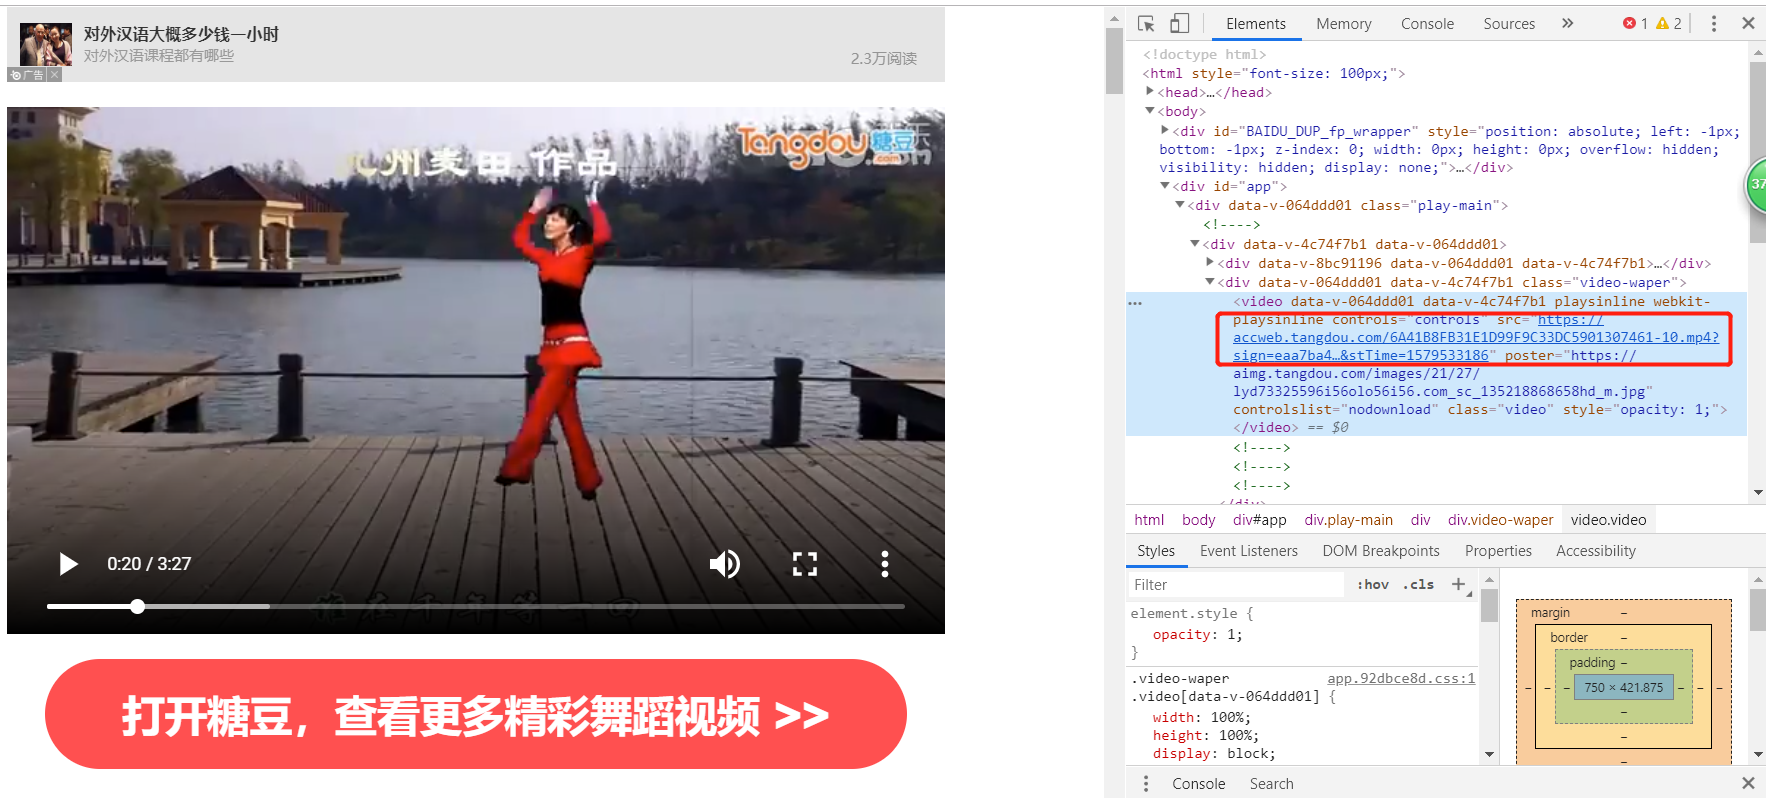 对外汉语大概多少钱一小时
对外汉语课程都有哪些
2.3万阅读
广告
Tangdou糖豆
.com
九州麦田 作品
0:20 / 3:27
谁在千年等一回
打开糖豆，查看更多精彩舞蹈视频 >>
Elements Memory Console Sources » 1 2
<!doctype html>
<html style="font-size: 100px;">
<head>…</head>
<body>
<div id="BAIDU_DUP_fp_wrapper" style="position: absolute; left: -1px;
bottom: -1px; z-index: 0; width: 0px; height: 0px; overflow: hidden;
visibility: hidden; display: none;">…</div>
<div id="app">
<div data-v-064ddd01 class="play-main">
<!---->
<div data-v-4c74f7b1 data-v-064ddd01>
<div data-v-8bc91196 data-v-064ddd01 data-v-4c74f7b1>…</div>
<div data-v-064ddd01 data-v-4c74f7b1 class="video-waper">
<video data-v-064ddd01 data-v-4c74f7b1 playsinline webkit-
playsinline controls="controls" src="https://
accweb.tangdou.com/6A41B8FB31E1D99F9C33DC5901307461-10.mp4?
sign=eaa7ba4…&stTime=1579533186" poster="https://
aimg.tangdou.com/images/21/27/
lyd73325596i56olo56i56.com_sc_135218868658hd_m.jpg"
controlslist="nodownload" class="video" style="opacity: 1;">
</video> == $0
<!---->
<!---->
<!---->
</div>
37
html body div#app div.play-main div div.video-waper video.video
Styles Event Listeners DOM Breakpoints Properties Accessibility
Filter :hov .cls +
element.style {
opacity: 1;
}
.video-waper app.92dbce8d.css:1
.video[data-v-064ddd01] {
width: 100%;
height: 100%;
display: block;
margin –
border –
padding –
– – – 750 × 421.875 – – –
–
–
–
Console Search